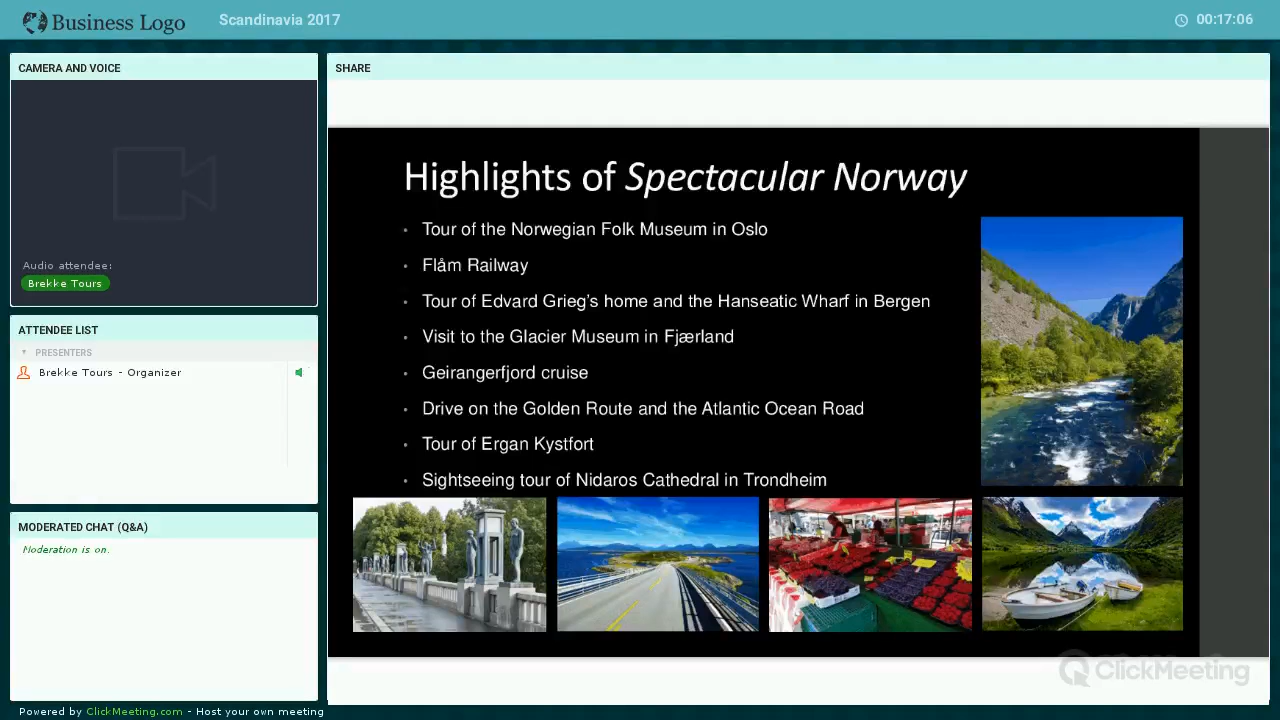 Business Logo
Scandinavia 2017
00:17:06
CAMERA AND VOICE
Audio attendee:
Brekke Tours
ATTENDEE LIST
PRESENTERS
Brekke Tours - Organizer
MODERATED CHAT (Q&A)
Moderation is on.
SHARE
Highlights of Spectacular Norway
• Tour of the Norwegian Folk Museum in Oslo
• Flåm Railway
• Tour of Edvard Grieg's home and the Hanseatic Wharf in Bergen
• Visit to the Glacier Museum in Fjærland
• Geirangerfjord cruise
• Drive on the Golden Route and the Atlantic Ocean Road
• Tour of Ergan Kystfort
• Sightseeing tour of Nidaros Cathedral in Trondheim
ClickMeeting
Powered by ClickMeeting.com - Host your own meeting